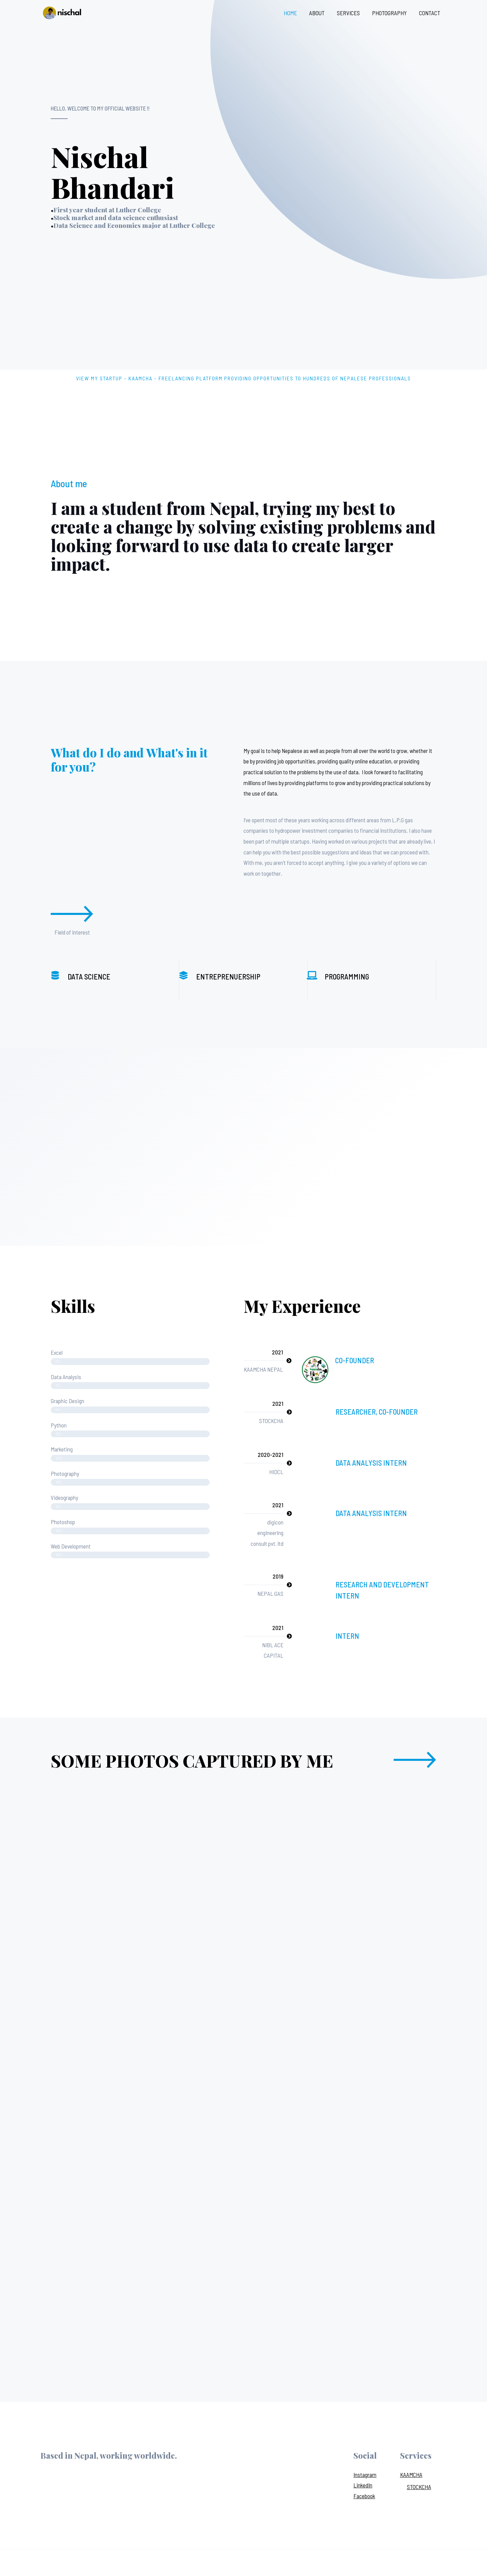 nischal
HOME
ABOUT
SERVICES
PHOTOGRAPHY
CONTACT
HELLO, WELCOME TO MY OFFICIAL WEBSITE !!
Nischal
Bhandari
•First year student at Luther College
•Stock market and data science enthusiast
•Data Science and Economics major at Luther College
VIEW MY STARTUP - KAAMCHA - FREELANCING PLATFORM PROVIDING OPPORTUNITIES TO HUNDREDS OF NEPALESE PROFESSIONALS
About me
I am a student from Nepal, trying my best to
create a change by solving existing problems and
looking forward to use data to create larger
impact.
What do I do and What's in it
for you?
My goal is to help Nepalese as well as people from all over the world to grow, whether it
be by providing job opportunities, providing quality online education, or providing
practical solution to the problems by the use of data. I look forward to facilitating
millions of lives by providing platforms to grow and by providing practical solutions by
the use of data.
I've spent most of these years working across different areas from L.P.G gas
companies to hydropower investment companies to financial institutions. I also have
been part of multiple startups. Having worked on various projects that are already live, I
can help you with the best possible suggestions and ideas that we can proceed with.
With me, you aren't forced to accept anything, I give you a variety of options we can
work on together.
Field of interest
DATA SCIENCE
ENTREPRENUERSHIP
PROGRAMMING
Skills
Excel
Data Analysis
Graphic Design
Python
Marketing
Photography
Videography
Photoshop
Web Development
My Experience
2021
KAAMCHA NEPAL
CO-FOUNDER
2021
STOCKCHA
RESEARCHER, CO-FOUNDER
2020-2021
HIDCL
DATA ANALYSIS INTERN
2021
digicon
engineering
consult pvt. ltd
DATA ANALYSIS INTERN
2019
NEPAL GAS
RESEARCH AND DEVELOPMENT
INTERN
2021
NIBL ACE
CAPITAL
INTERN
SOME PHOTOS CAPTURED BY ME
Based in Nepal, working worldwide.
Social
Instagram
LinkedIn
Facebook
Services
KAAMCHA
STOCKCHA